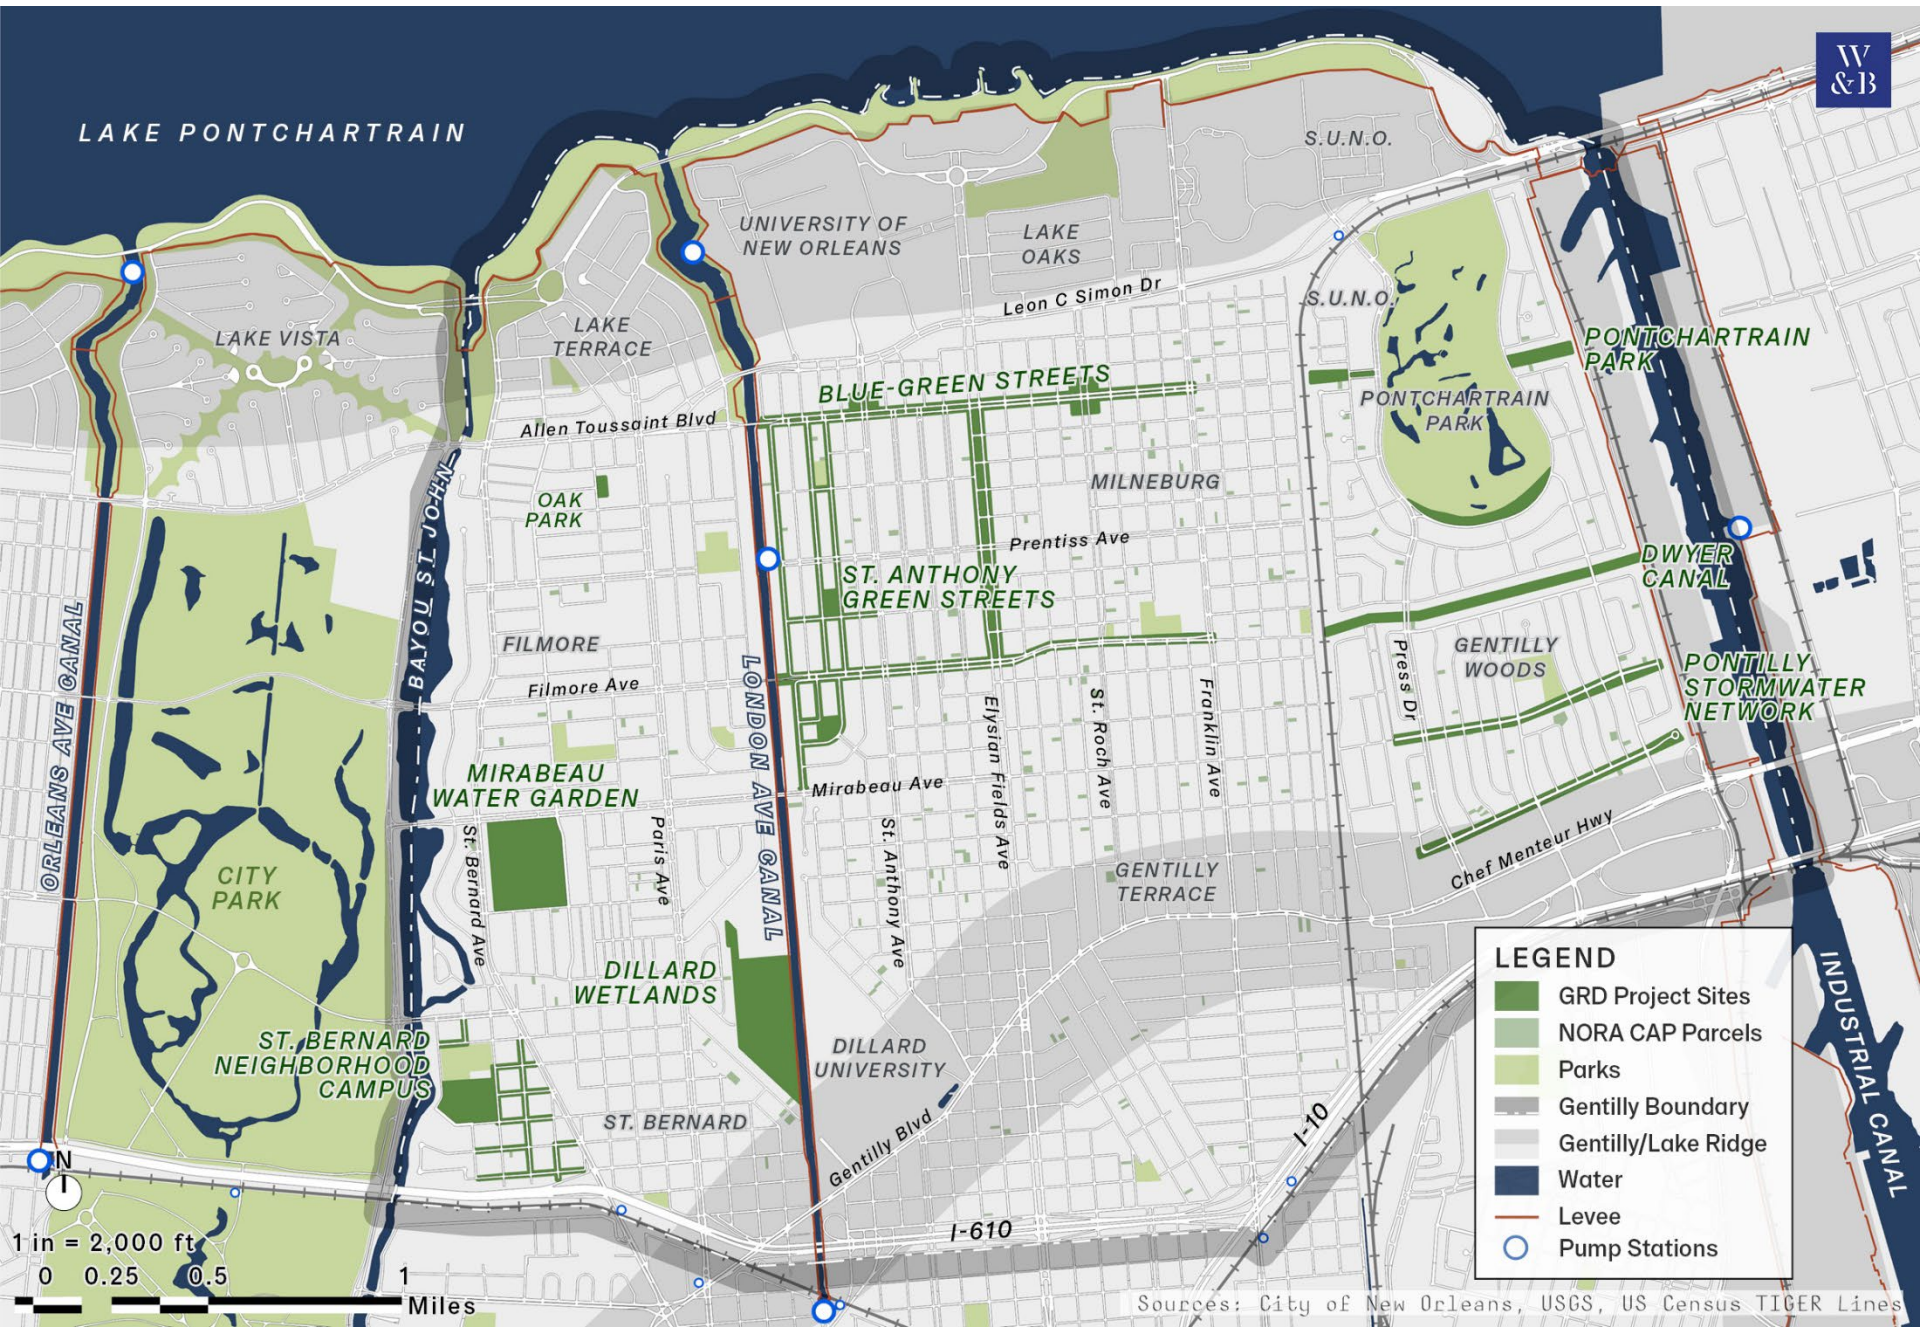 W
&B
LAKE PONTCHARTRAIN
S.U.N.O.
UNIVERSITY OF
NEW ORLEANS
LAKE
OAKS
Leon C Simon Dr
S.U.N.O.
LAKE VISTA
LAKE
TERRACE
PONTCHARTRAIN
PARK
BLUE-GREEN STREETS
PONTCHARTRAIN
PARK
Allen Toussaint Blvd
MILNEBURG
OAK
PARK
BAYOU ST JOHN
Prentiss Ave
DWYER
CANAL
ST. ANTHONY
GREEN STREETS
ORLEANS AVE CANAL
FILMORE
GENTILLY
WOODS
Press Dr
Filmore Ave
LONDON AVE CANAL
PONTILLY
STORMWATER
NETWORK
Elysian Fields Ave
St. Roch Ave
Franklin Ave
MIRABEAU
WATER GARDEN
Mirabeau Ave
St. Bernard Ave
Paris Ave
St. Anthony Ave
Chef Menteur Hwy
CITY
PARK
GENTILLY
TERRACE
DILLARD
WETLANDS
ST. BERNARD
NEIGHBORHOOD
CAMPUS
DILLARD
UNIVERSITY
ST. BERNARD
Gentilly Blvd
I-10
I-610
INDUSTRIAL CANAL
LEGEND
GRD Project Sites
NORA CAP Parcels
Parks
Gentilly Boundary
Gentilly/Lake Ridge
Water
Levee
Pump Stations
N
1 in = 2,000 ft
0 0.25 0.5 1
Miles
Sources: City of New Orleans, USGS, US Census TIGER Lines